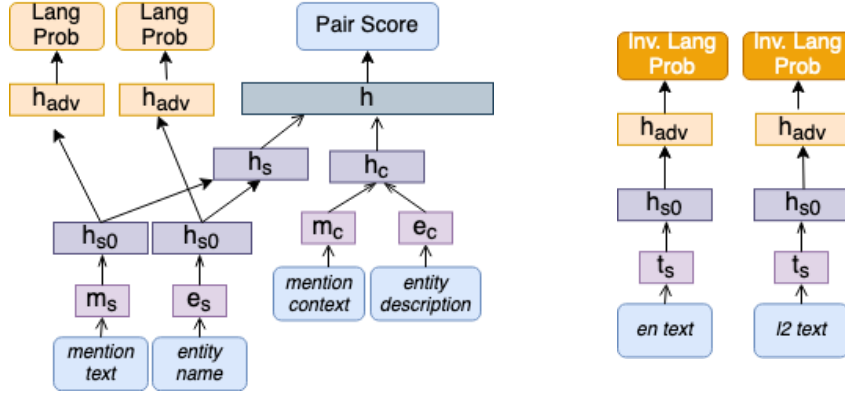 Lang
Prob
Lang
Prob
Pair Score
h_adv
h_adv
h
h_s
h_c
h_s0
h_s0
m_c
e_c
m_s
e_s
mention
context
entity
description
mention
text
entity
name
Inv. Lang
Prob
Inv. Lang
Prob
h_adv
h_adv
h_s0
h_s0
t_s
t_s
en text
l2 text